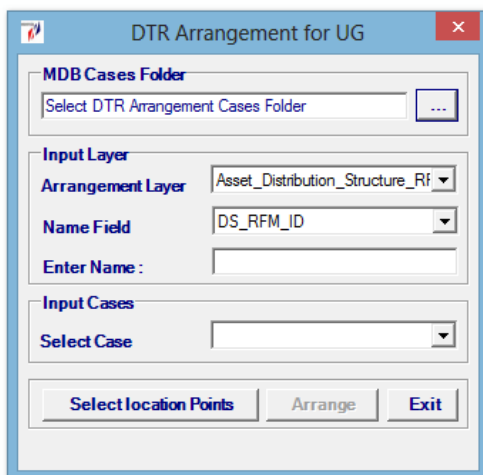 DTR Arrangement for UG
MDB Cases Folder
Select DTR Arrangement Cases Folder ...
Input Layer
Arrangement Layer Asset_Distribution_Structure_RF
Name Field DS_RFM_ID
Enter Name :
Input Cases
Select Case
Select location Points Arrange Exit